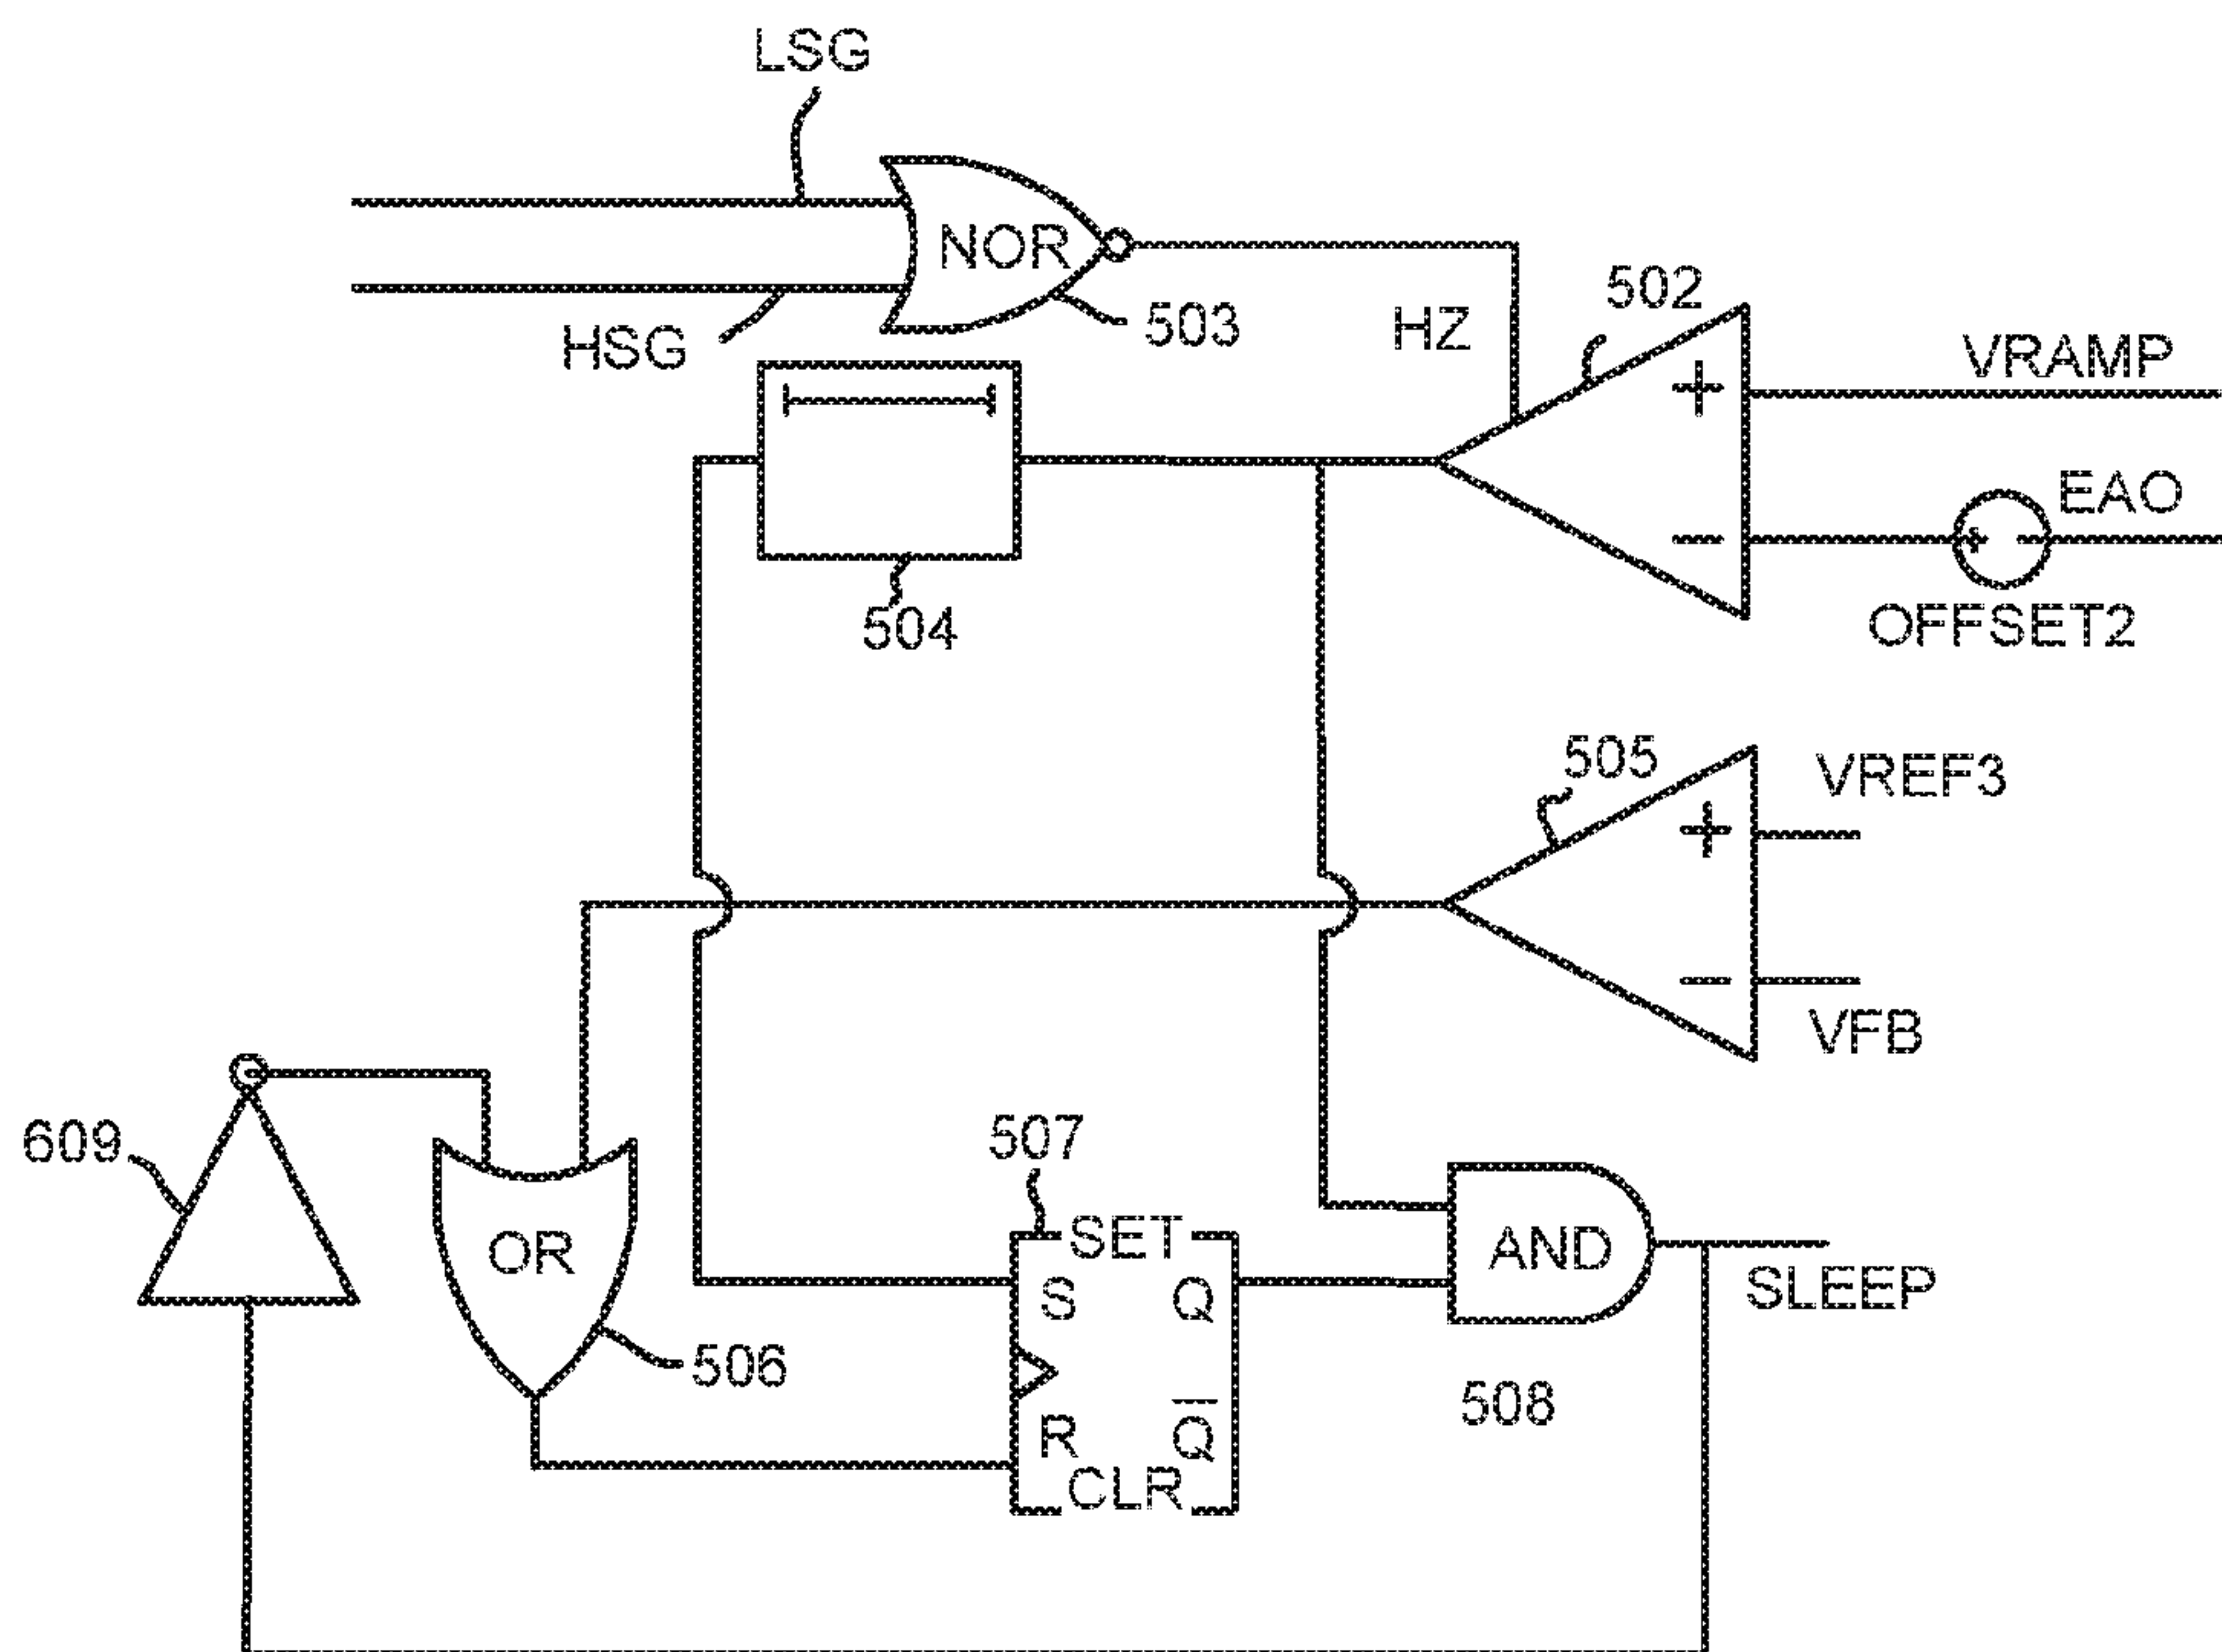 LSG
NOR
503
HSG
HZ
502
+
VRAMP
−
EAO
+ −
OFFSET2
504
505
+
VREF3
−
VFB
609
OR
506
507
SET
S Q
R Q̅
CLR
AND
508
SLEEP